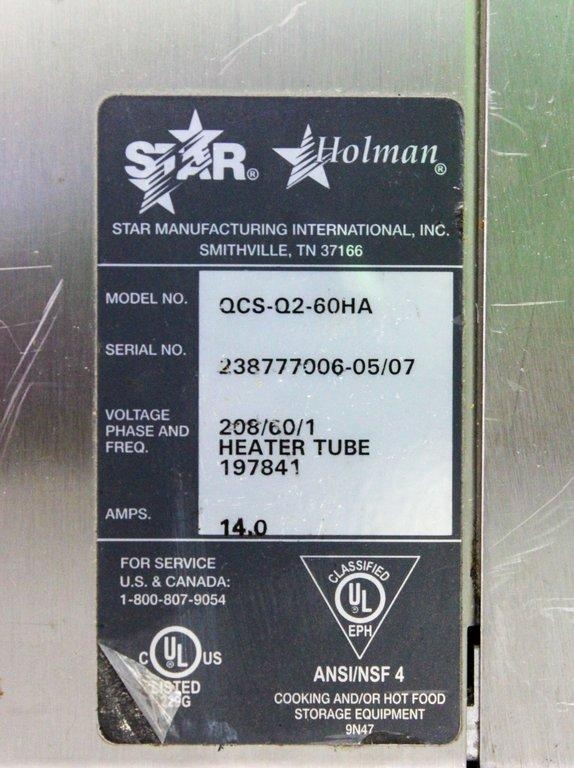 STAR® Holman®
STAR MANUFACTURING INTERNATIONAL, INC.
SMITHVILLE, TN 37166
MODEL NO. QCS-Q2-60HA
SERIAL NO. 238777006-05/07
VOLTAGE
PHASE AND
FREQ.
208/60/1
HEATER TUBE
197841
AMPS. 14.0
FOR SERVICE
U.S. & CANADA:
1-800-807-9054
C UL US
LISTED
CLASSIFIED
UL
EPH
ANSI/NSF 4
COOKING AND/OR HOT FOOD
STORAGE EQUIPMENT
9N47